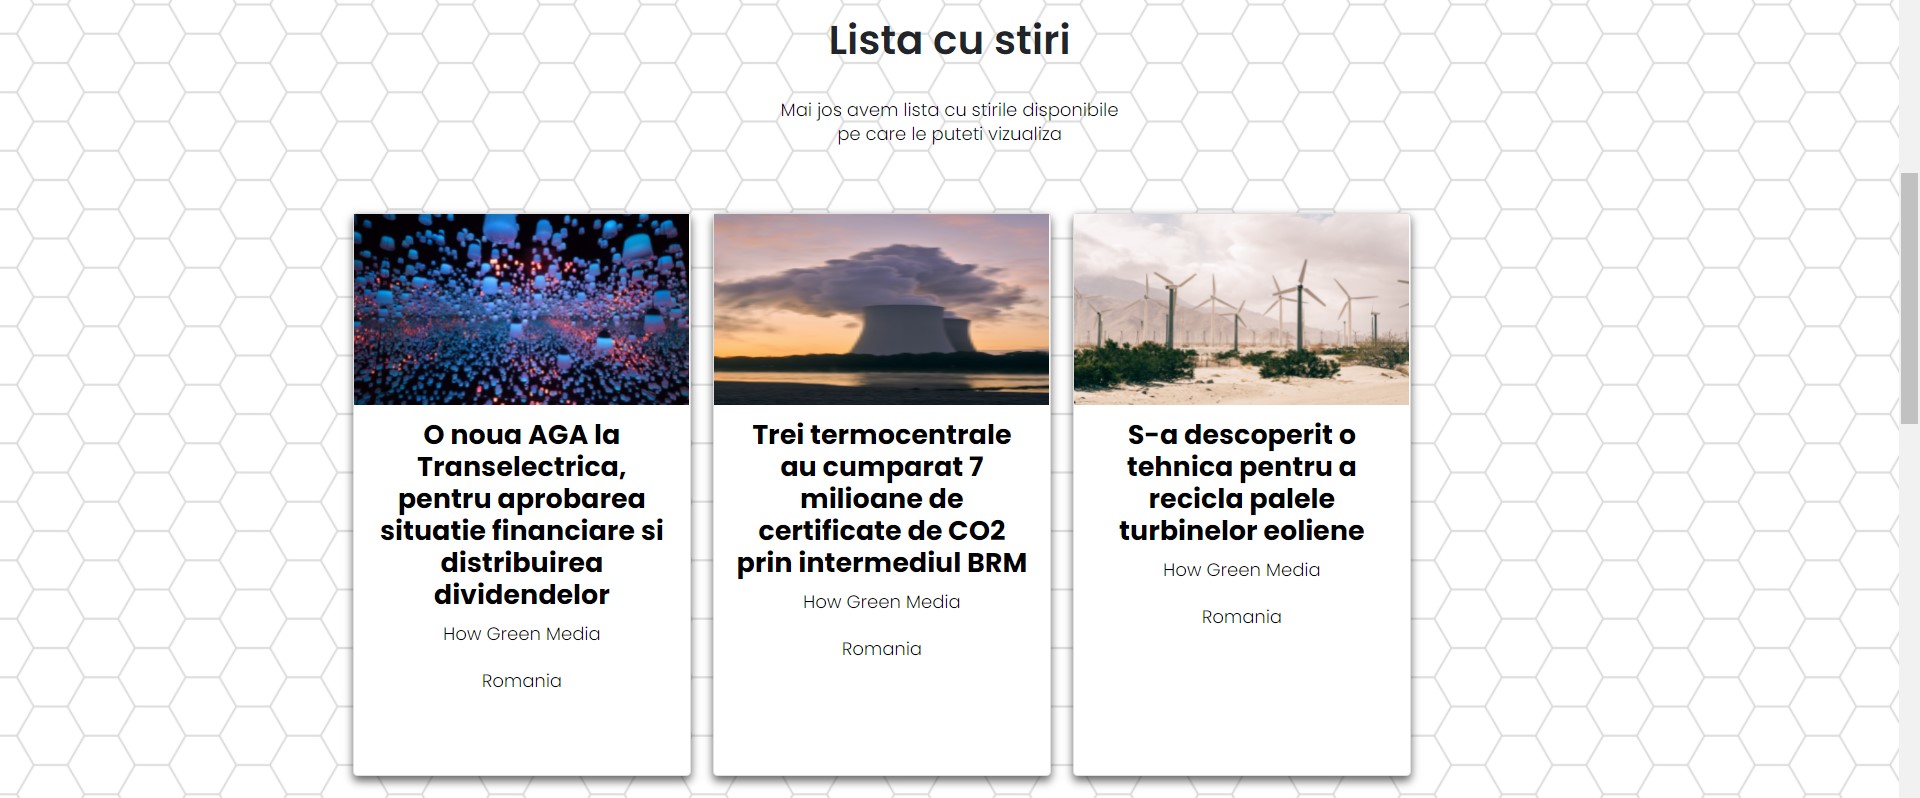 Lista cu stiri
Mai jos avem lista cu stirile disponibile
pe care le puteti vizualiza
O noua AGA la
Transelectrica,
pentru aprobarea
situatie financiare si
distribuirea
dividendelor
How Green Media
Romania
Trei termocentrale
au cumparat 7
milioane de
certificate de CO2
prin intermediul BRM
How Green Media
Romania
S-a descoperit o
tehnica pentru a
recicla palele
turbinelor eoliene
How Green Media
Romania